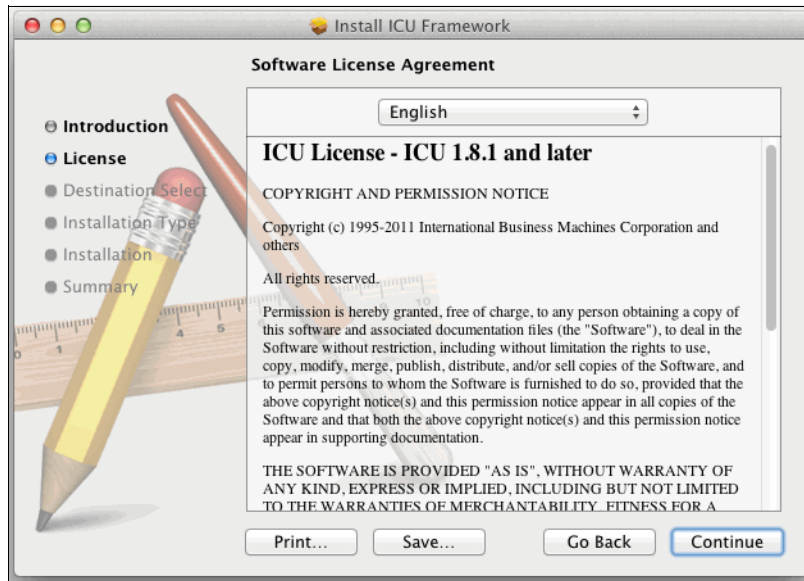 Install ICU Framework
Software License Agreement
Introduction
License
Destination Select
Installation Type
Installation
Summary
English
ICU License - ICU 1.8.1 and later
COPYRIGHT AND PERMISSION NOTICE
Copyright (c) 1995-2011 International Business Machines Corporation and
others
All rights reserved.
Permission is hereby granted, free of charge, to any person obtaining a copy of
this software and associated documentation files (the "Software"), to deal in the
Software without restriction, including without limitation the rights to use,
copy, modify, merge, publish, distribute, and/or sell copies of the Software, and
to permit persons to whom the Software is furnished to do so, provided that the
above copyright notice(s) and this permission notice appear in all copies of the
Software and that both the above copyright notice(s) and this permission notice
appear in supporting documentation.
THE SOFTWARE IS PROVIDED "AS IS", WITHOUT WARRANTY OF
ANY KIND, EXPRESS OR IMPLIED, INCLUDING BUT NOT LIMITED
TO THE WARRANTIES OF MERCHANTABILITY, FITNESS FOR A
0 1 4 5 10
Print...
Save...
Go Back
Continue